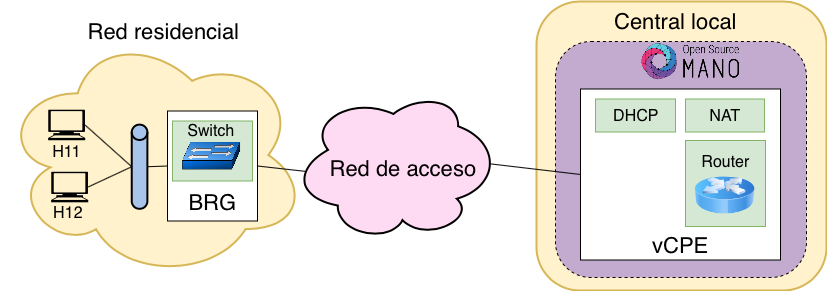 Red residencial
H11
H12
Switch
BRG
Red de acceso
Central local
Open Source
MANO
DHCP
NAT
Router
vCPE